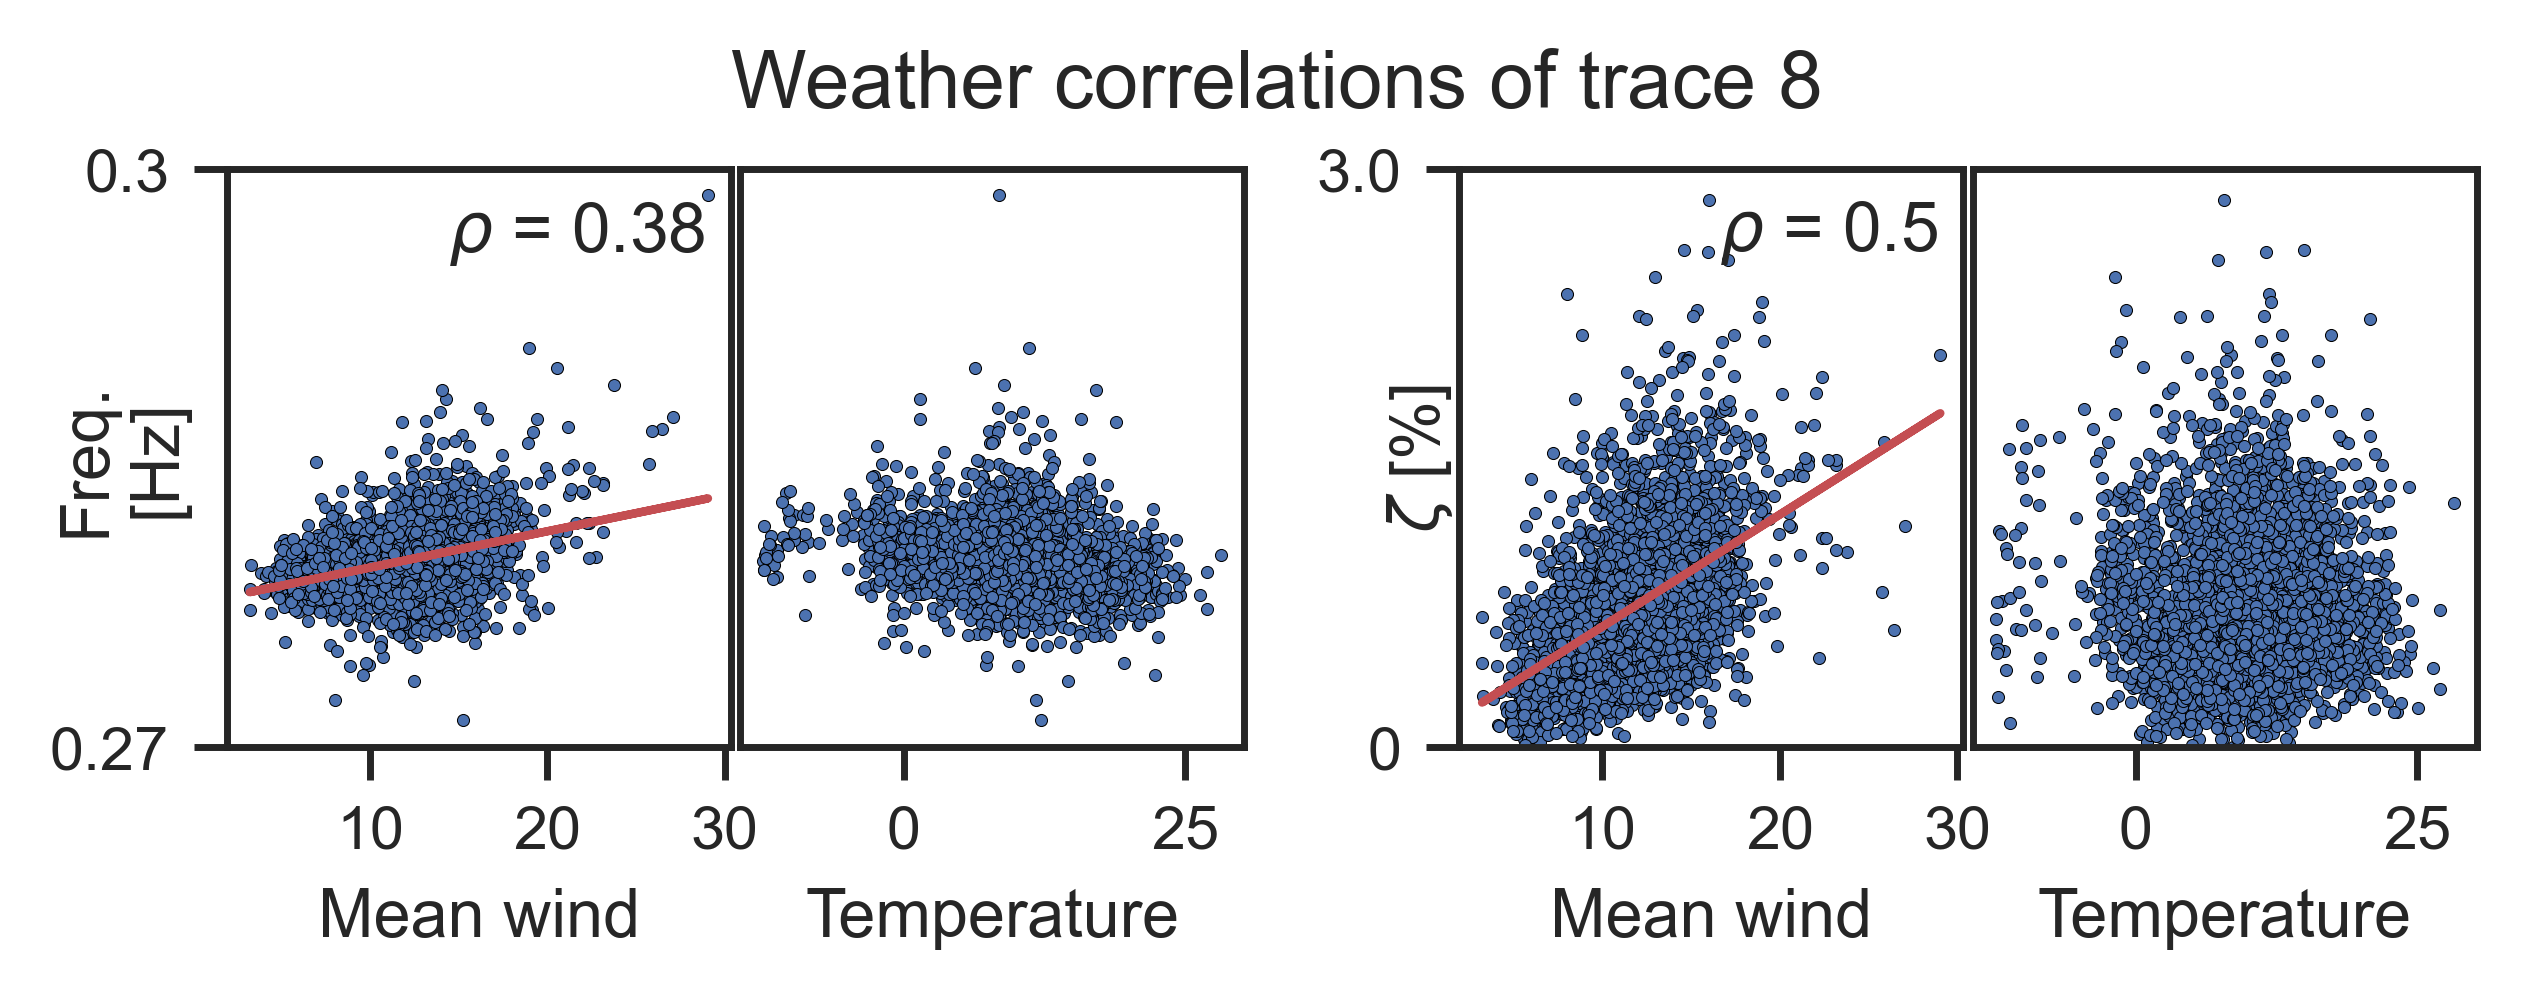 Weather correlations of trace 8
0.3
0.27
Freq.
[Hz]
ρ = 0.38
10 20 30
Mean wind
0 25
Temperature
3.0
0
ζ [%]
ρ = 0.5
10 20 30
Mean wind
0 25
Temperature